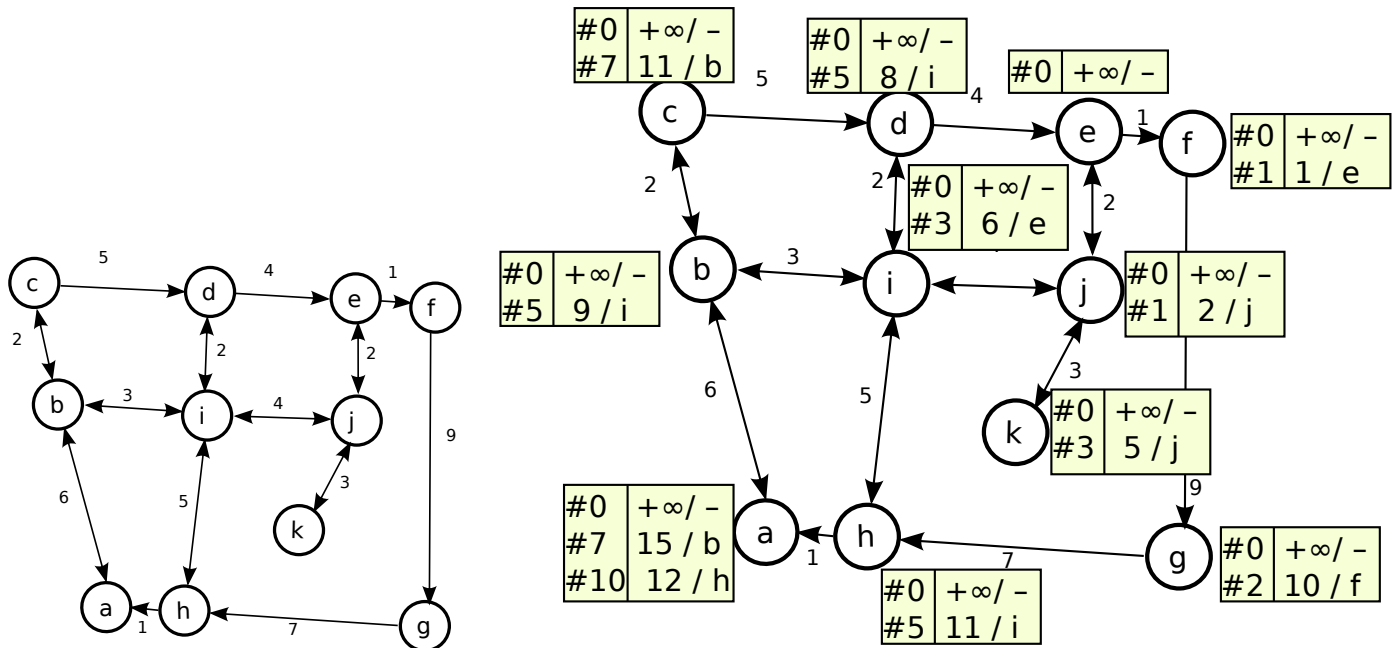 5
4
1
c
d
e
f
2
2
2
b
3
i
4
j
9
6
5
3
k
a
1
h
7
g
#0 +∞/ –
#7 11 / b
#0 +∞/ –
#5 8 / i
#0 +∞/ –
5
4
1
c
d
e
f
#0 +∞/ –
#1 1 / e
2
2
#0 +∞/ –
#3 6 / e
2
#0 +∞/ –
#5 9 / i
b
3
i
j
#0 +∞/ –
#1 2 / j
6
5
3
k
#0 +∞/ –
#3 5 / j
9
#0 +∞/ –
#7 15 / b
#10 12 / h
a
1
h
7
g
#0 +∞/ –
#2 10 / f
#0 +∞/ –
#5 11 / i